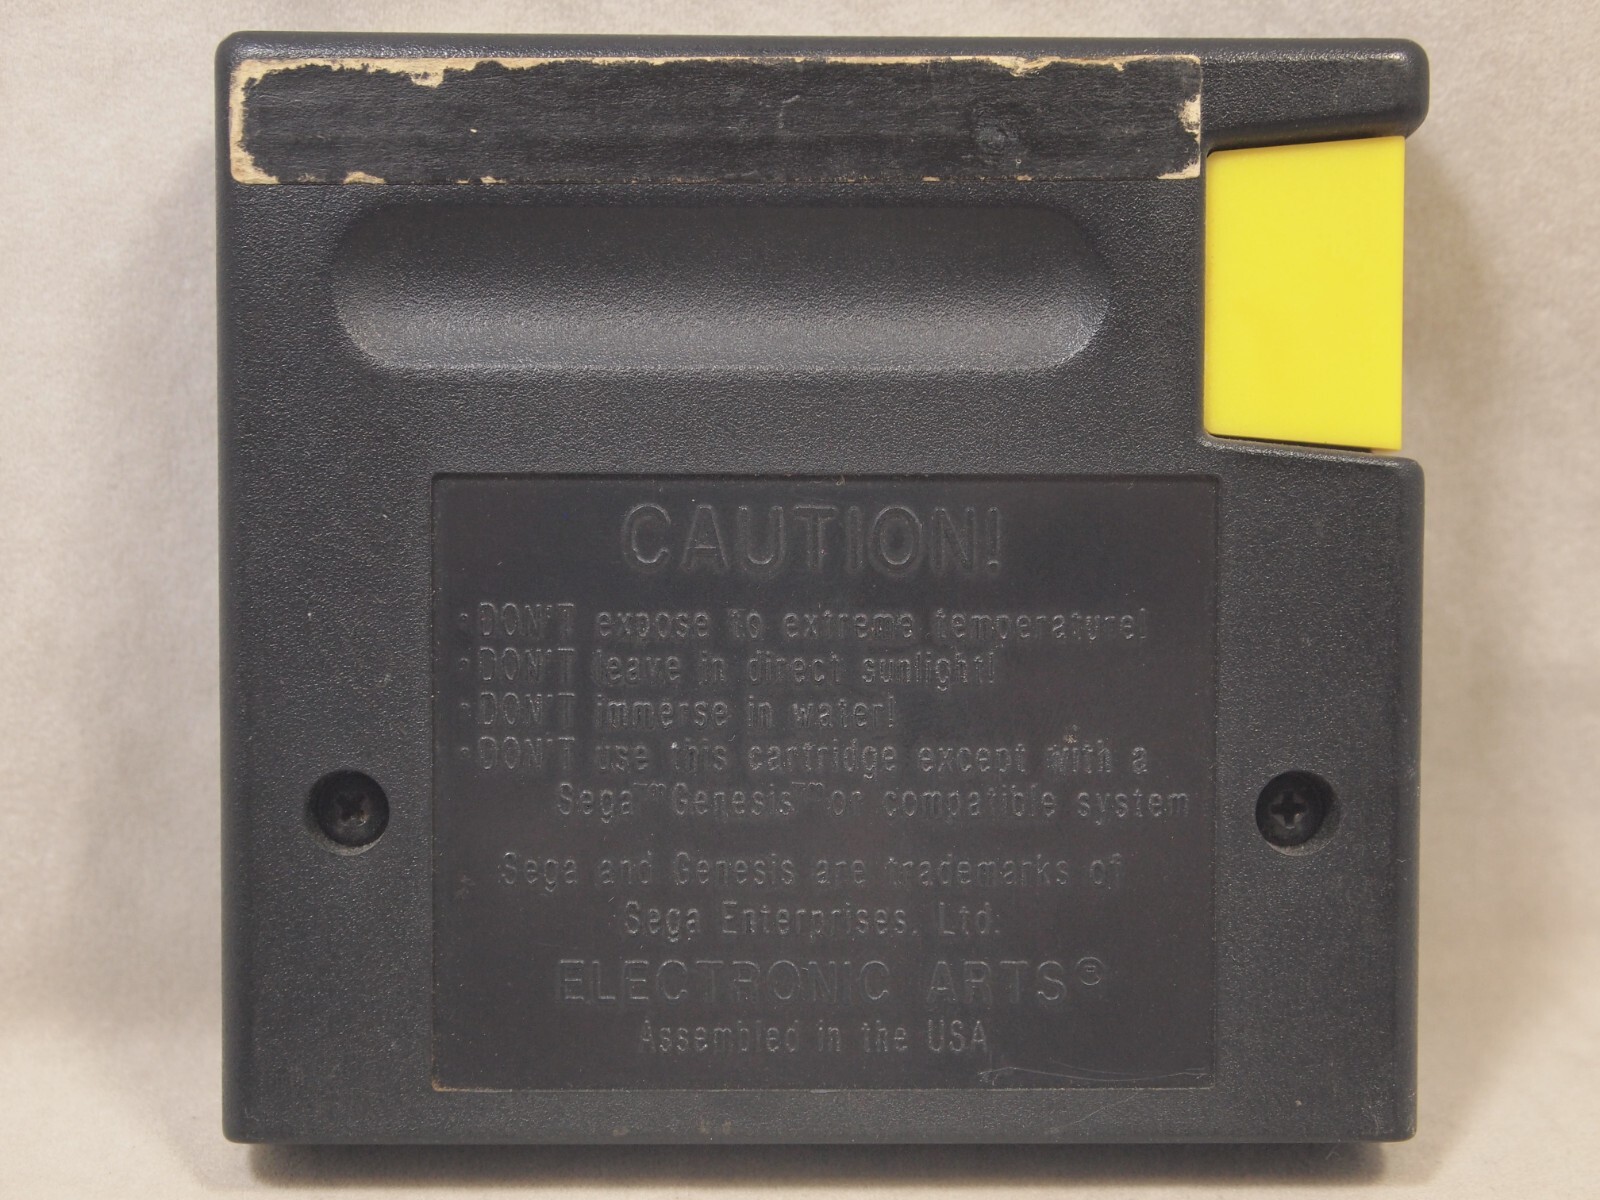 CAUTION!
• DON'T expose to extreme temperature!
• DON'T leave in direct sunlight!
• DON'T immerse in water!
• DON'T use this cartridge except with a
Sega™ Genesis™ or compatible system
Sega and Genesis are trademarks of
Sega Enterprises, Ltd.
ELECTRONIC ARTS®
Assembled in the USA